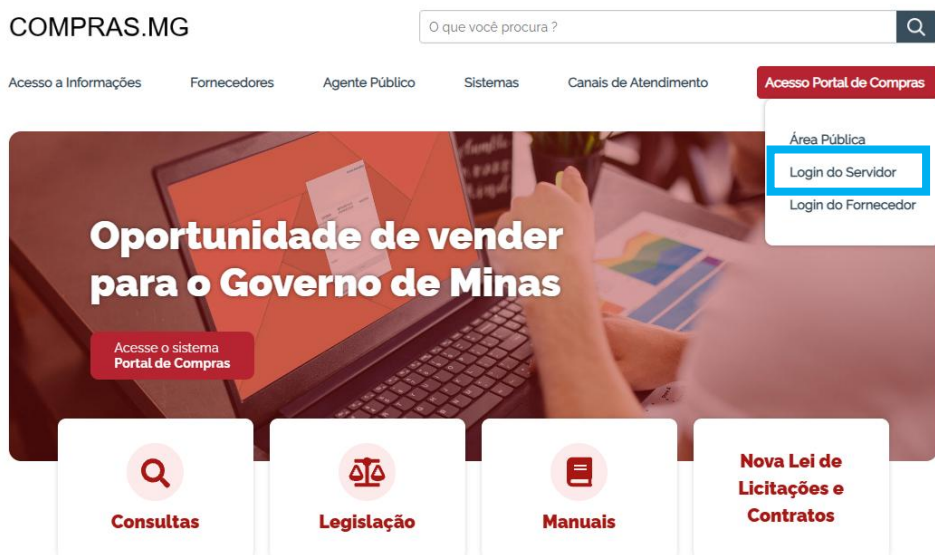 COMPRAS.MG
O que você procura ?
Acesso a Informações
Fornecedores
Agente Público
Sistemas
Canais de Atendimento
Acesso Portal de Compras
Área Pública
Login do Servidor
Login do Fornecedor
Oportunidade de vender
para o Governo de Minas
Acesse o sistema
Portal de Compras
Consultas
Legislação
Manuais
Nova Lei de
Licitações e
Contratos